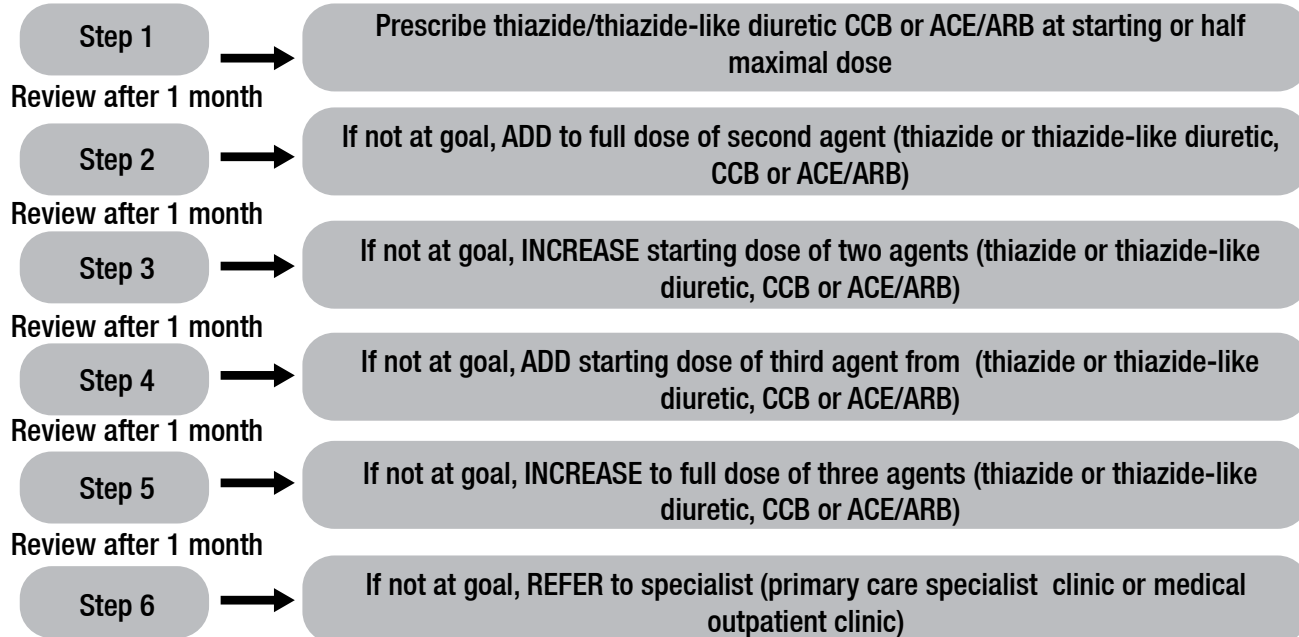 Step 1
Prescribe thiazide/thiazide-like diuretic CCB or ACE/ARB at starting or half
maximal dose
Review after 1 month
Step 2
If not at goal, ADD to full dose of second agent (thiazide or thiazide-like diuretic,
CCB or ACE/ARB)
Review after 1 month
Step 3
If not at goal, INCREASE starting dose of two agents (thiazide or thiazide-like
diuretic, CCB or ACE/ARB)
Review after 1 month
Step 4
If not at goal, ADD starting dose of third agent from (thiazide or thiazide-like
diuretic, CCB or ACE/ARB)
Review after 1 month
Step 5
If not at goal, INCREASE to full dose of three agents (thiazide or thiazide-like
diuretic, CCB or ACE/ARB)
Review after 1 month
Step 6
If not at goal, REFER to specialist (primary care specialist clinic or medical
outpatient clinic)